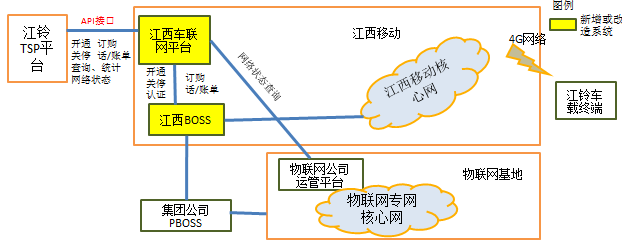 图例
新增或改
造系统
江铃
TSP平
台
API接口
开通 订购
关停 话/账单
查询、统计
网络状态
江西车联
网平台
江西移动
4G网络
江铃车
载终端
网络状态查询
开通
关停
认证
订购
话/账单
江西移动核
心网
江西BOSS
物联网公司
运管平台
物联网基地
物联网专网
核心网
集团公司
PBOSS